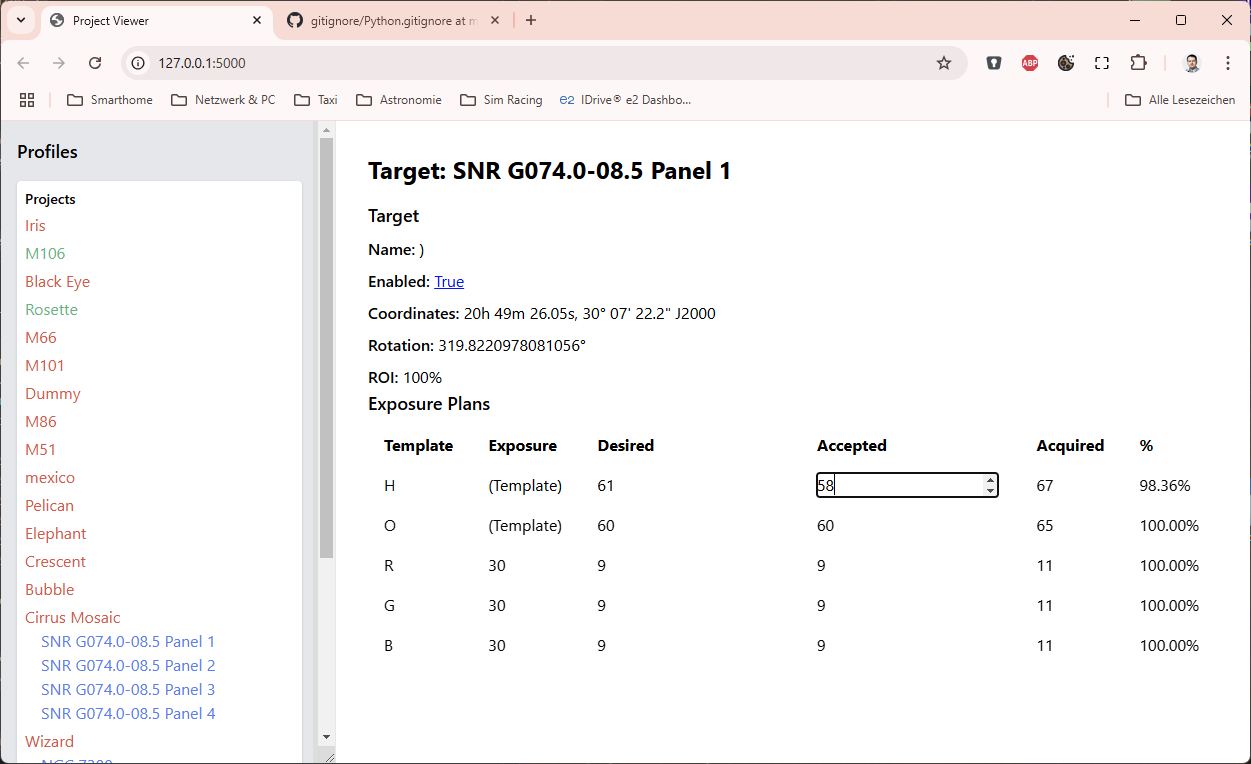 Project Viewer
gitignore/Python.gitignore at m
127.0.0.1:5000
ABP
Smarthome Netzwerk & PC Taxi Astronomie Sim Racing e2 IDrive® e2 Dashbo... Alle Lesezeichen
Profiles
Projects
Iris
M106
Black Eye
Rosette
M66
M101
Dummy
M86
M51
mexico
Pelican
Elephant
Crescent
Bubble
Cirrus Mosaic
SNR G074.0-08.5 Panel 1
SNR G074.0-08.5 Panel 2
SNR G074.0-08.5 Panel 3
SNR G074.0-08.5 Panel 4
Wizard
Target: SNR G074.0-08.5 Panel 1
Target
Name: )
Enabled: True
Coordinates: 20h 49m 26.05s, 30° 07' 22.2" J2000
Rotation: 319.8220978081056°
ROI: 100%
Exposure Plans
Template Exposure Desired Accepted Acquired %
H (Template) 61 58 67 98.36%
O (Template) 60 60 65 100.00%
R 30 9 9 11 100.00%
G 30 9 9 11 100.00%
B 30 9 9 11 100.00%